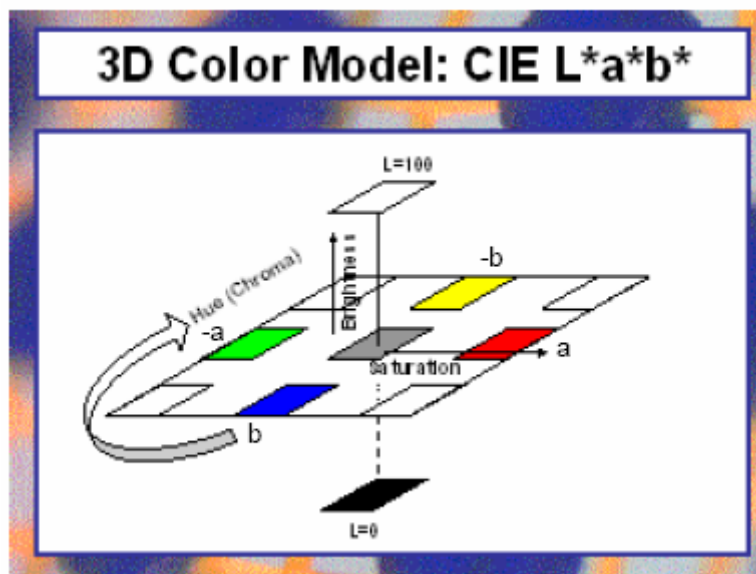 3D Color Model: CIE L*a*b*
L=100
-b
Brightness
Hue (Chroma)
-a
a
Saturation
b
L=0